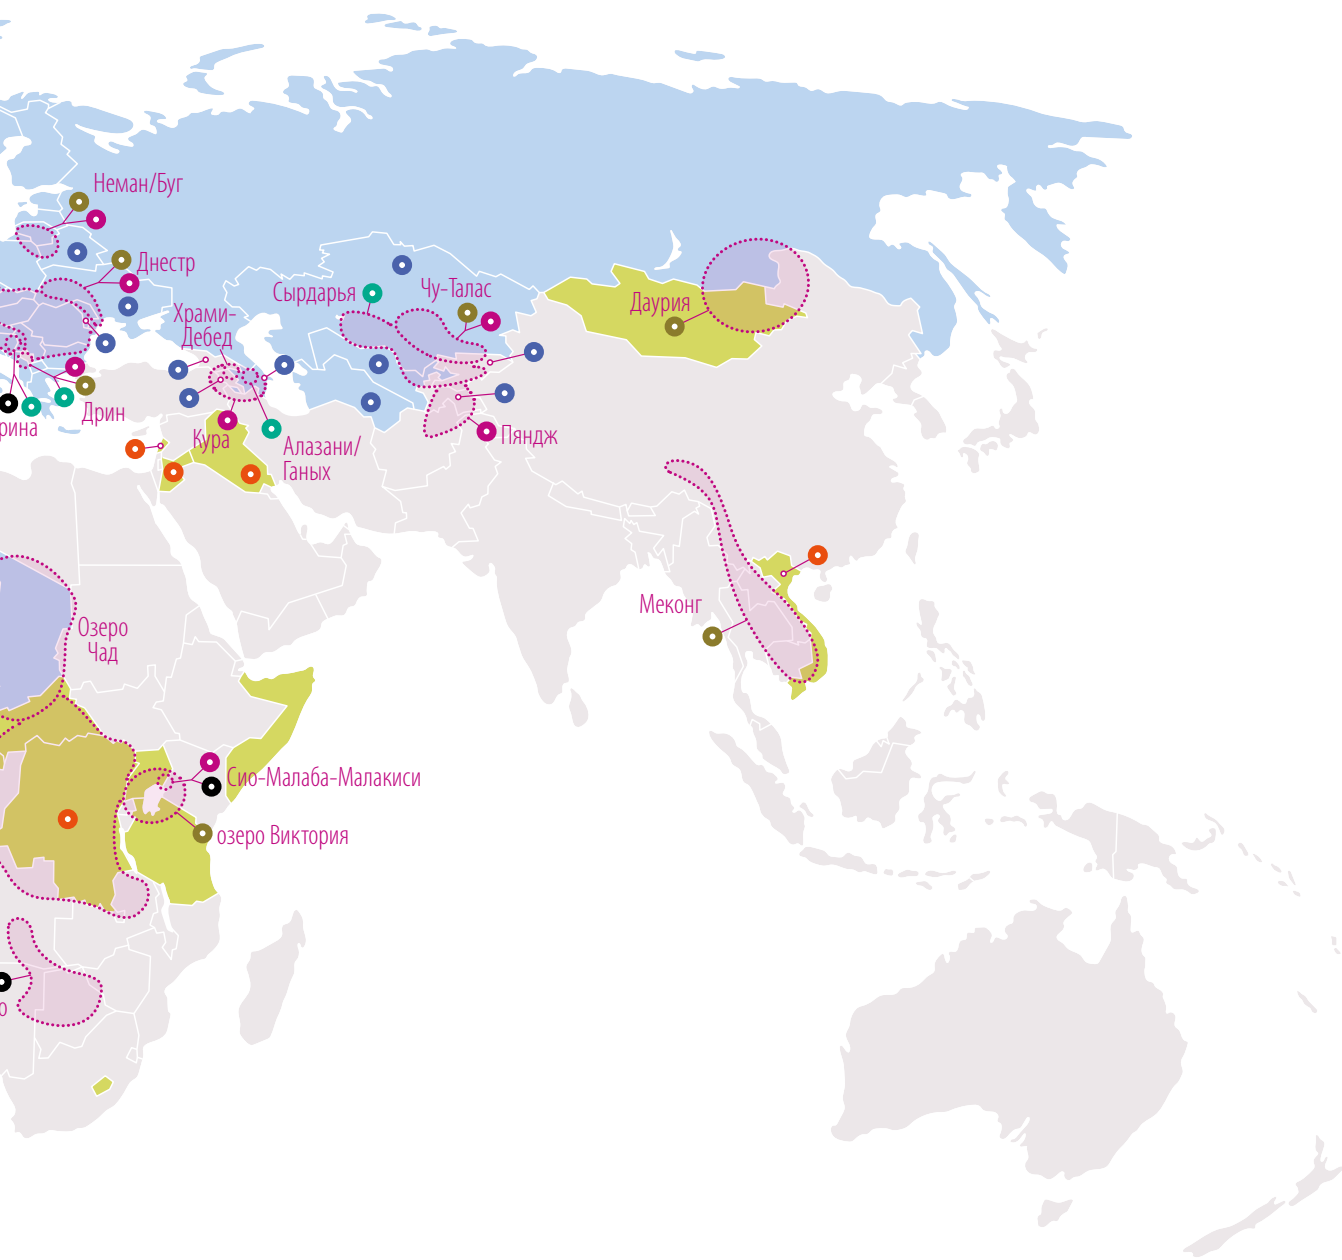 Неман/Буг
Днестр
Сырдарья
Чу-Талас
Храми-
Дебед
Даурия
рина
Дрин
Кура
Алазани/
Ганых
Пяндж
Меконг
Озеро
Чад
Сио-Малаба-Малакиси
озеро Виктория
о